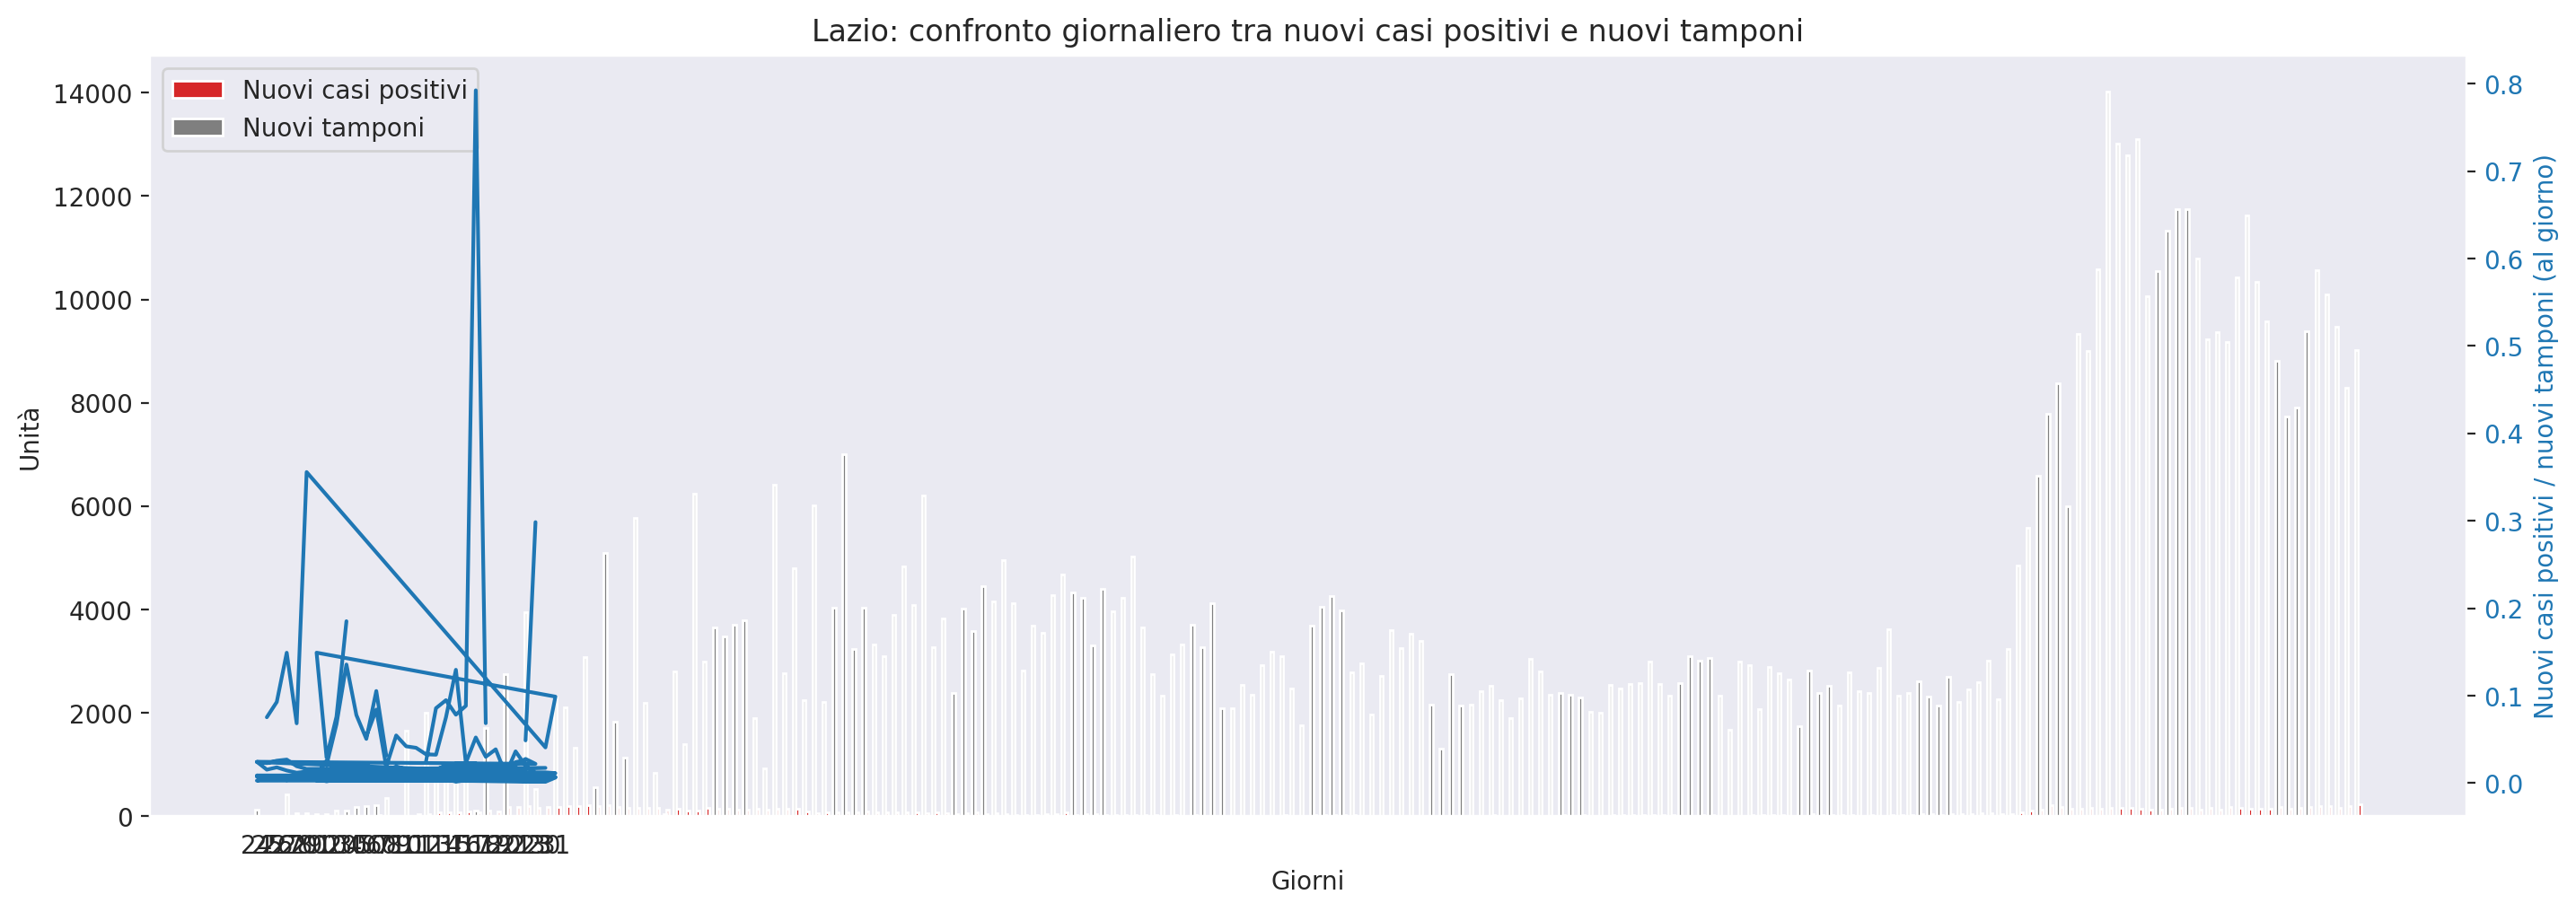 Lazio: confronto giornaliero tra nuovi casi positivi e nuovi tamponi
Nuovi casi positivi
Nuovi tamponi
14000
12000
10000
8000
6000
4000
2000
0
Unità
0.8
0.7
0.6
0.5
0.4
0.3
0.2
0.1
0.0
Nuovi casi positivi / nuovi tamponi (al giorno)
Giorni